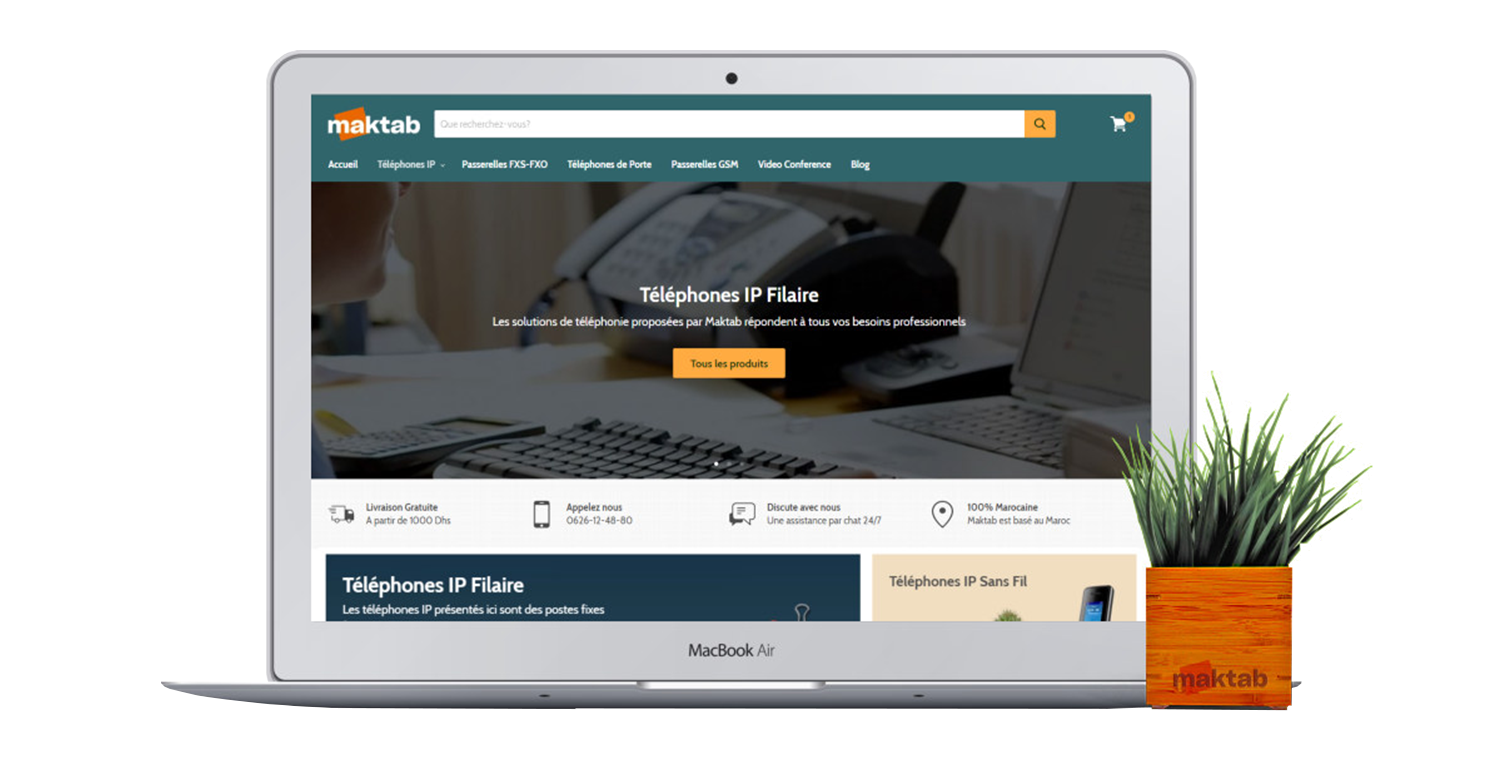 maktab
Que recherchez-vous?
1
Accueil Téléphones IP Passerelles FXS-FXO Téléphones de Porte Passerelles GSM Video Conference Blog
Téléphones IP Filaire
Les solutions de téléphonie proposées par Maktab répondent à tous vos besoins professionnels
Tous les produits
Livraison Gratuite
A partir de 1000 Dhs
Appelez nous
0626-12-48-80
Discute avec nous
Une assistance par chat 24/7
100% Marocaine
Maktab est basé au Maroc
Téléphones IP Filaire
Les téléphones IP présentés ici sont des postes fixes
Téléphones IP Sans Fil
MacBook Air
maktab